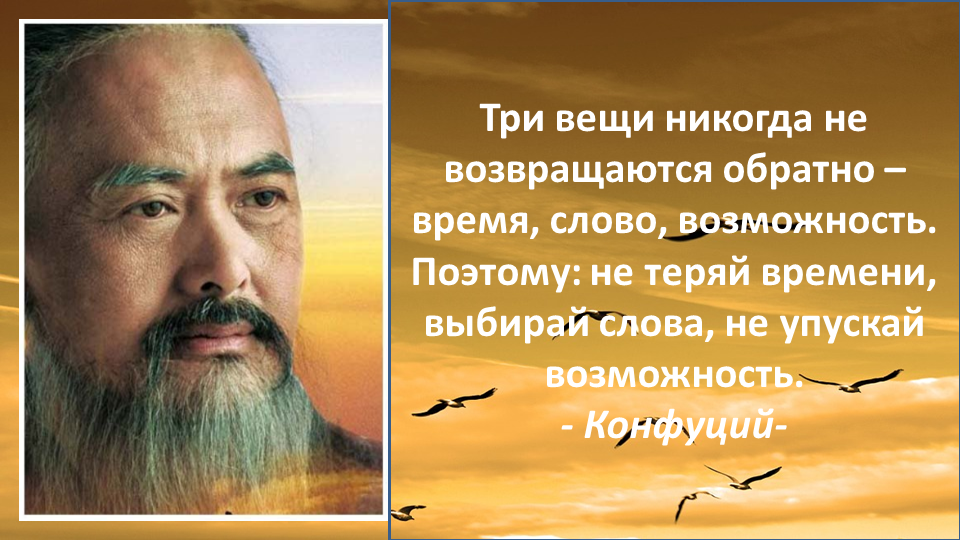 Три вещи никогда не
возвращаются обратно –
время, слово, возможность.
Поэтому: не теряй времени,
выбирай слова, не упускай
возможность.
- Конфуций-